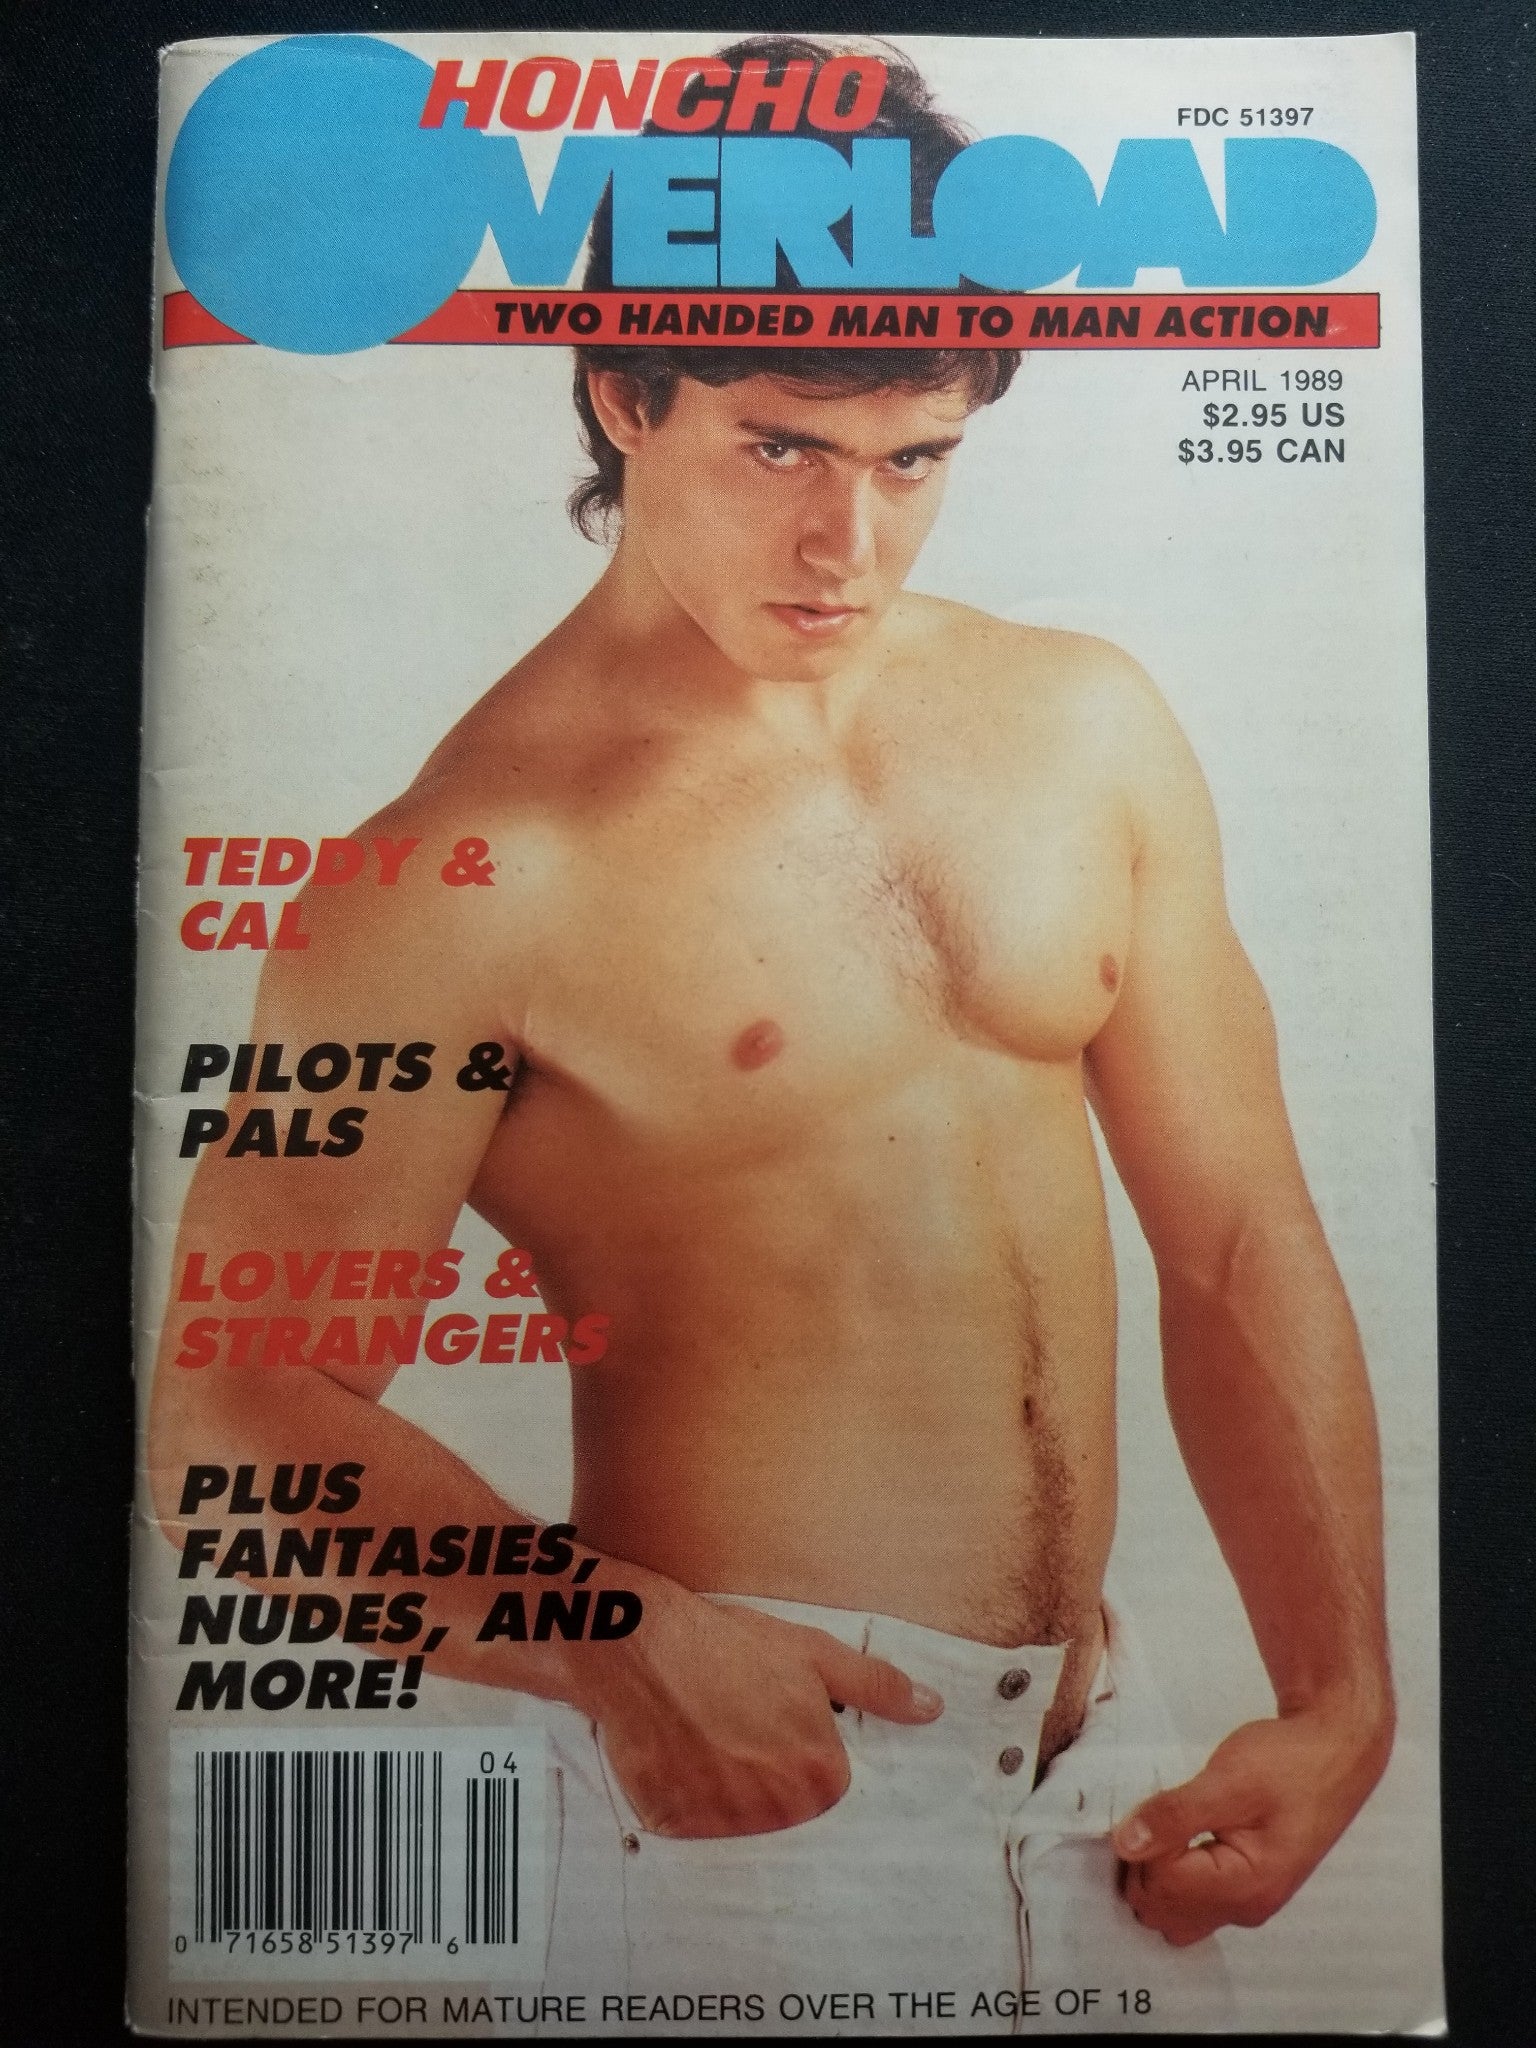 HONCHO
OVERLOAD
FDC 51397
TWO HANDED MAN TO MAN ACTION
APRIL 1989
$2.95 US
$3.95 CAN
TEDDY &
CAL
PILOTS &
PALS
LOVERS &
STRANGERS
PLUS
FANTASIES,
NUDES, AND
MORE!
04
0 71658 51397 6
INTENDED FOR MATURE READERS OVER THE AGE OF 18